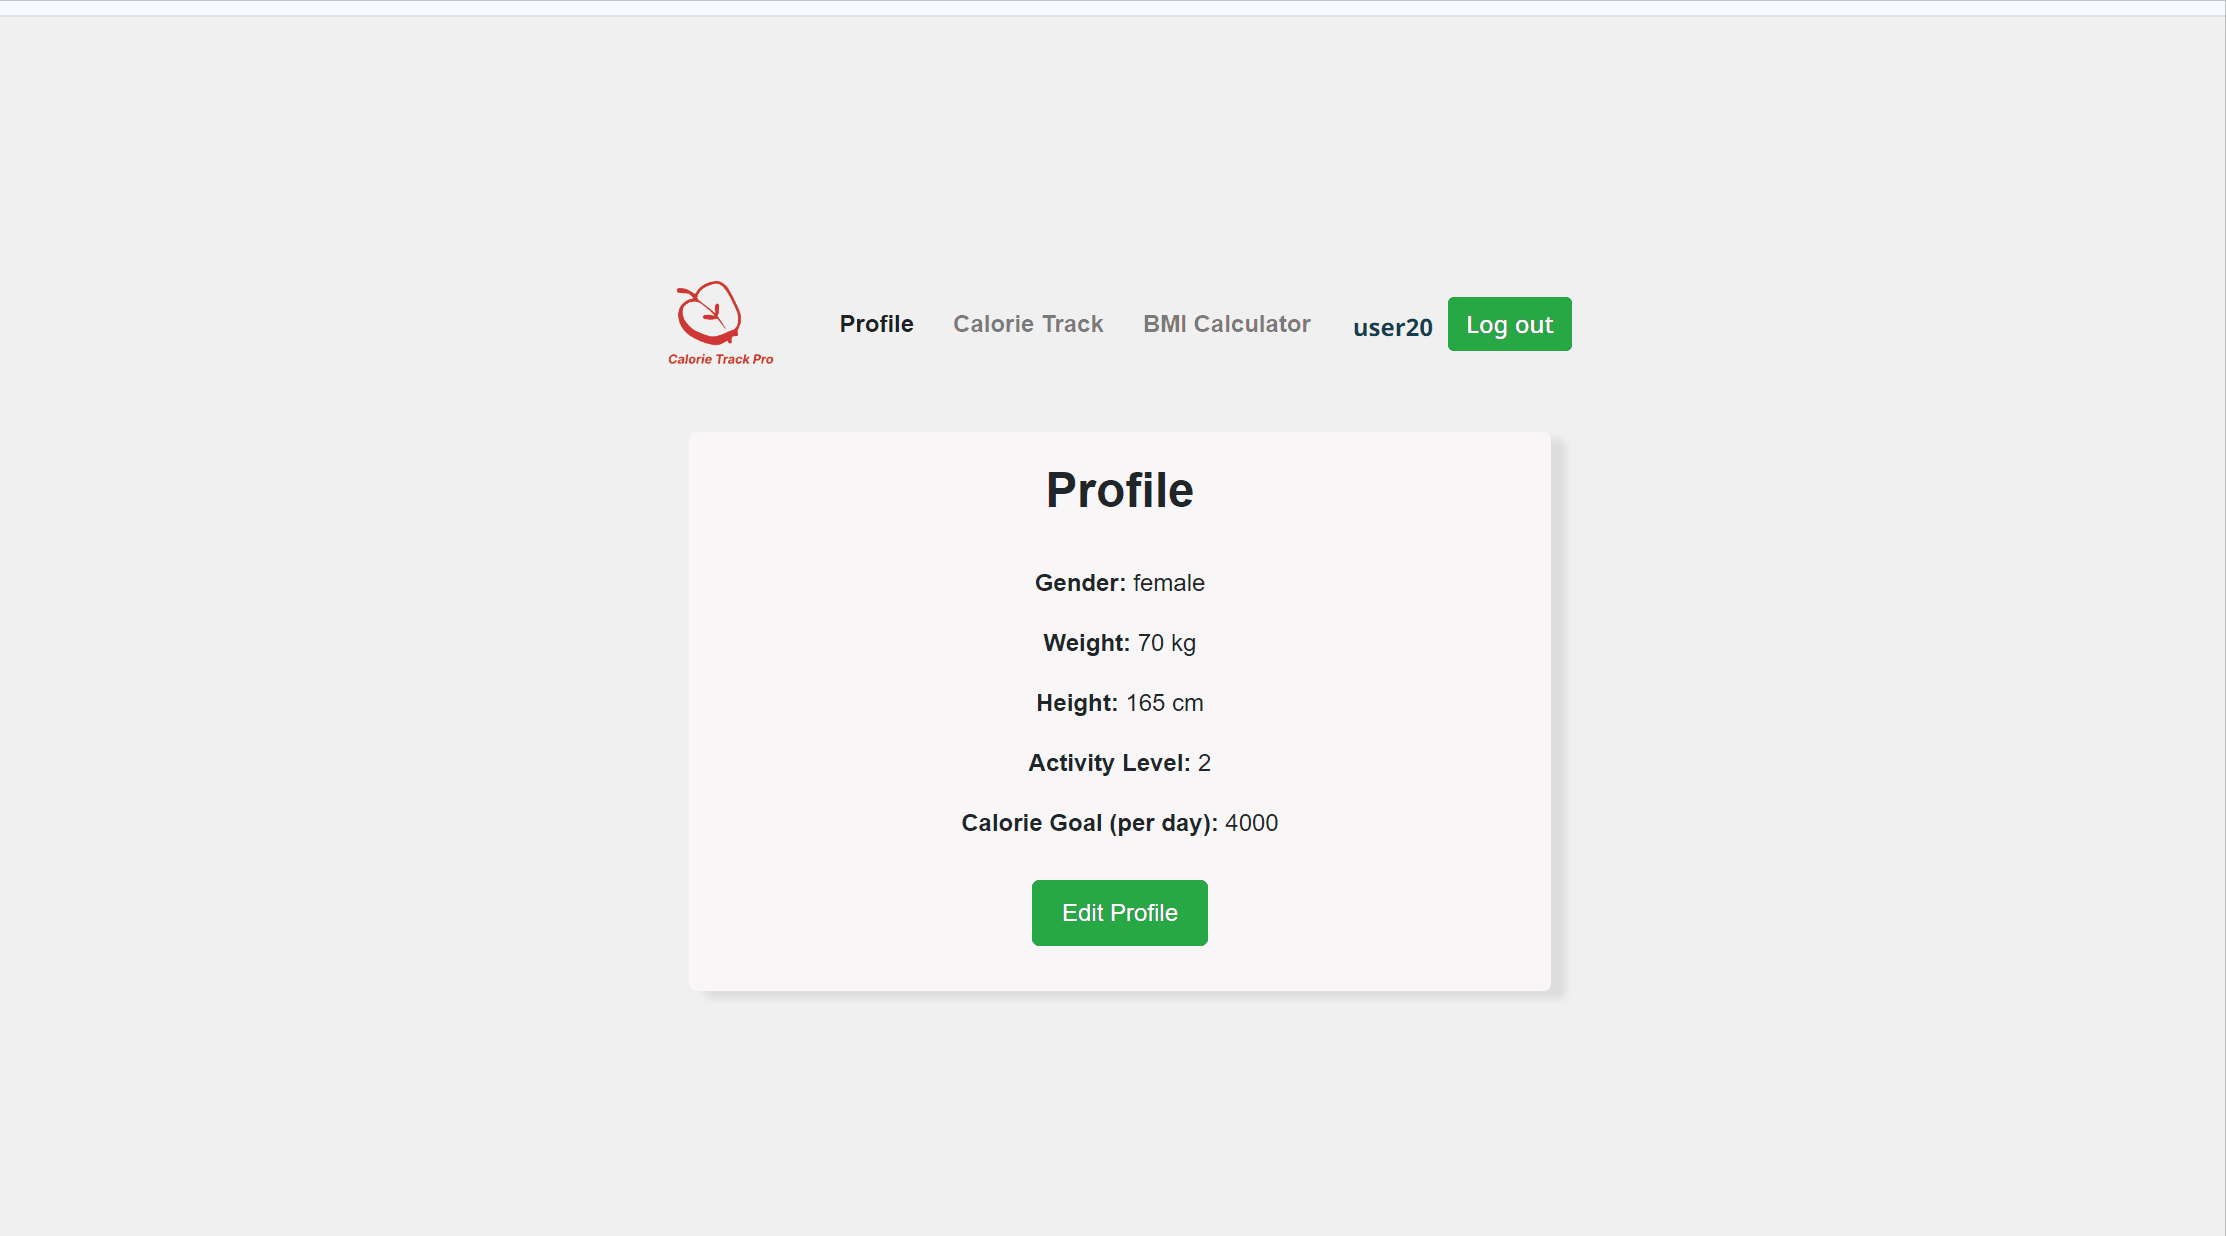 Calorie Track Pro
Profile Calorie Track BMI Calculator user20 Log out
Profile
Gender: female
Weight: 70 kg
Height: 165 cm
Activity Level: 2
Calorie Goal (per day): 4000
Edit Profile